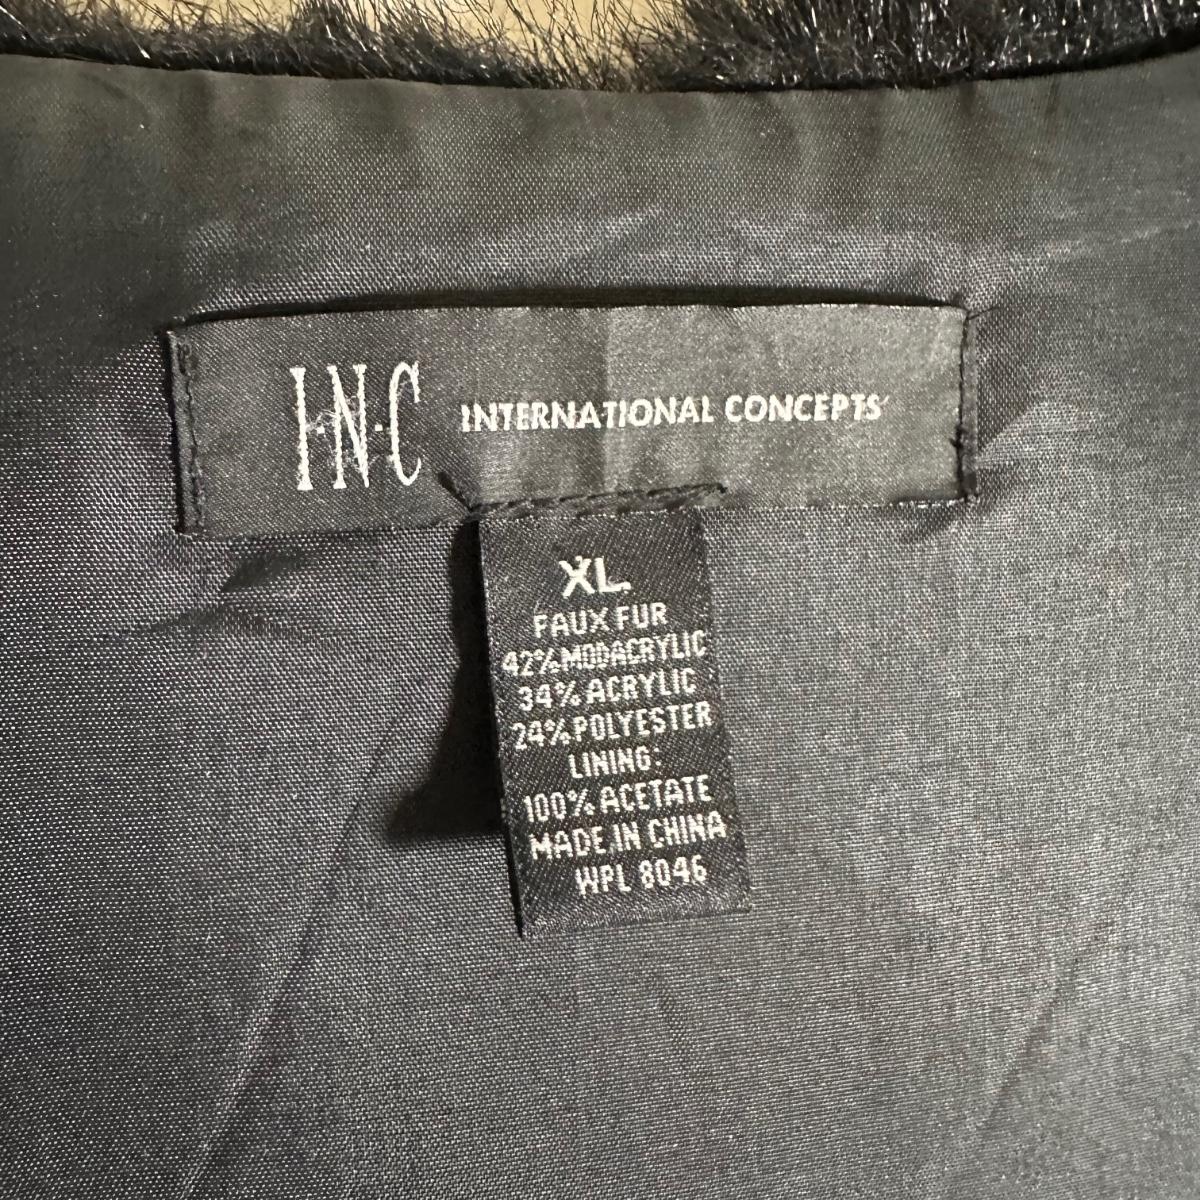 I·N·C INTERNATIONAL CONCEPTS
XL
FAUX FUR
42% MODACRYLIC
34% ACRYLIC
24% POLYESTER
LINING:
100% ACETATE
MADE IN CHINA
WPL 8046